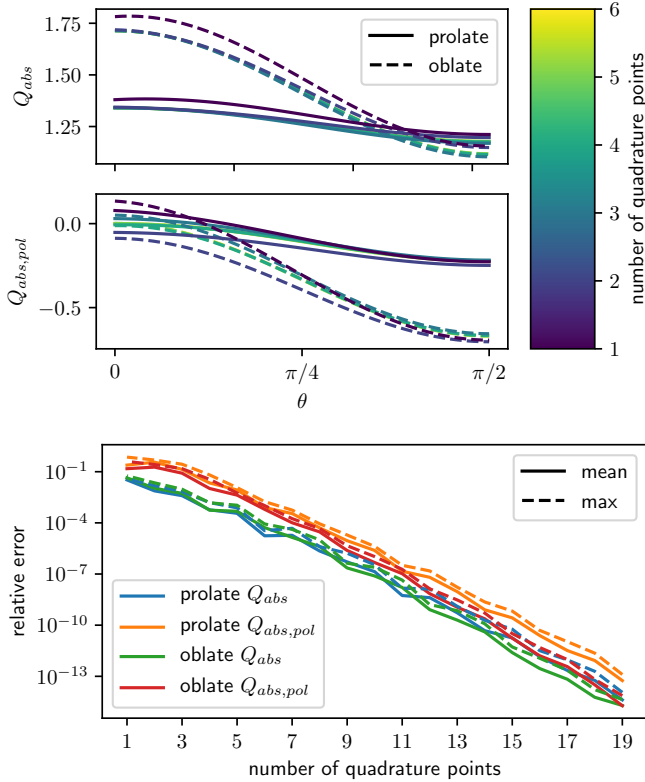 1.75
1.50
1.25
Q_abs
prolate
oblate
6
5
4
3
2
1
number of quadrature points
0.0
−0.5
Q_abs,pol
0
π/4
π/2
θ
10^−1
10^−4
10^−7
10^−10
10^−13
relative error
mean
max
prolate Q_abs
prolate Q_abs,pol
oblate Q_abs
oblate Q_abs,pol
1 3 5 7 9 11 13 15 17 19
number of quadrature points